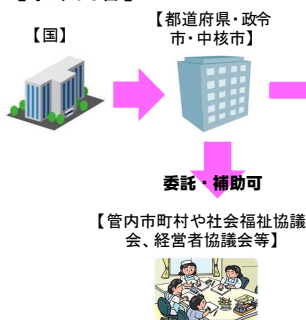 【国】
【都道府県・政令
市・中核市】
委託・補助可
【管内市町村や社会福祉協議
会、経営者協議会等】